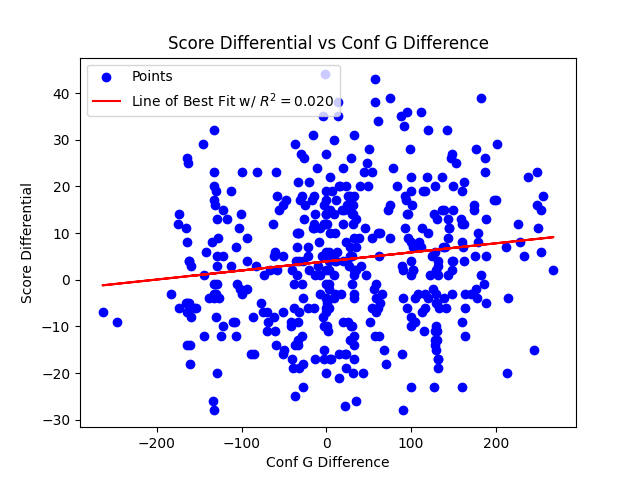 Score Differential vs Conf G Difference
Points
Line of Best Fit w/ R² = 0.020
Score Differential
40
30
20
10
0
−10
−20
−30
−200
−100
0
100
200
Conf G Difference